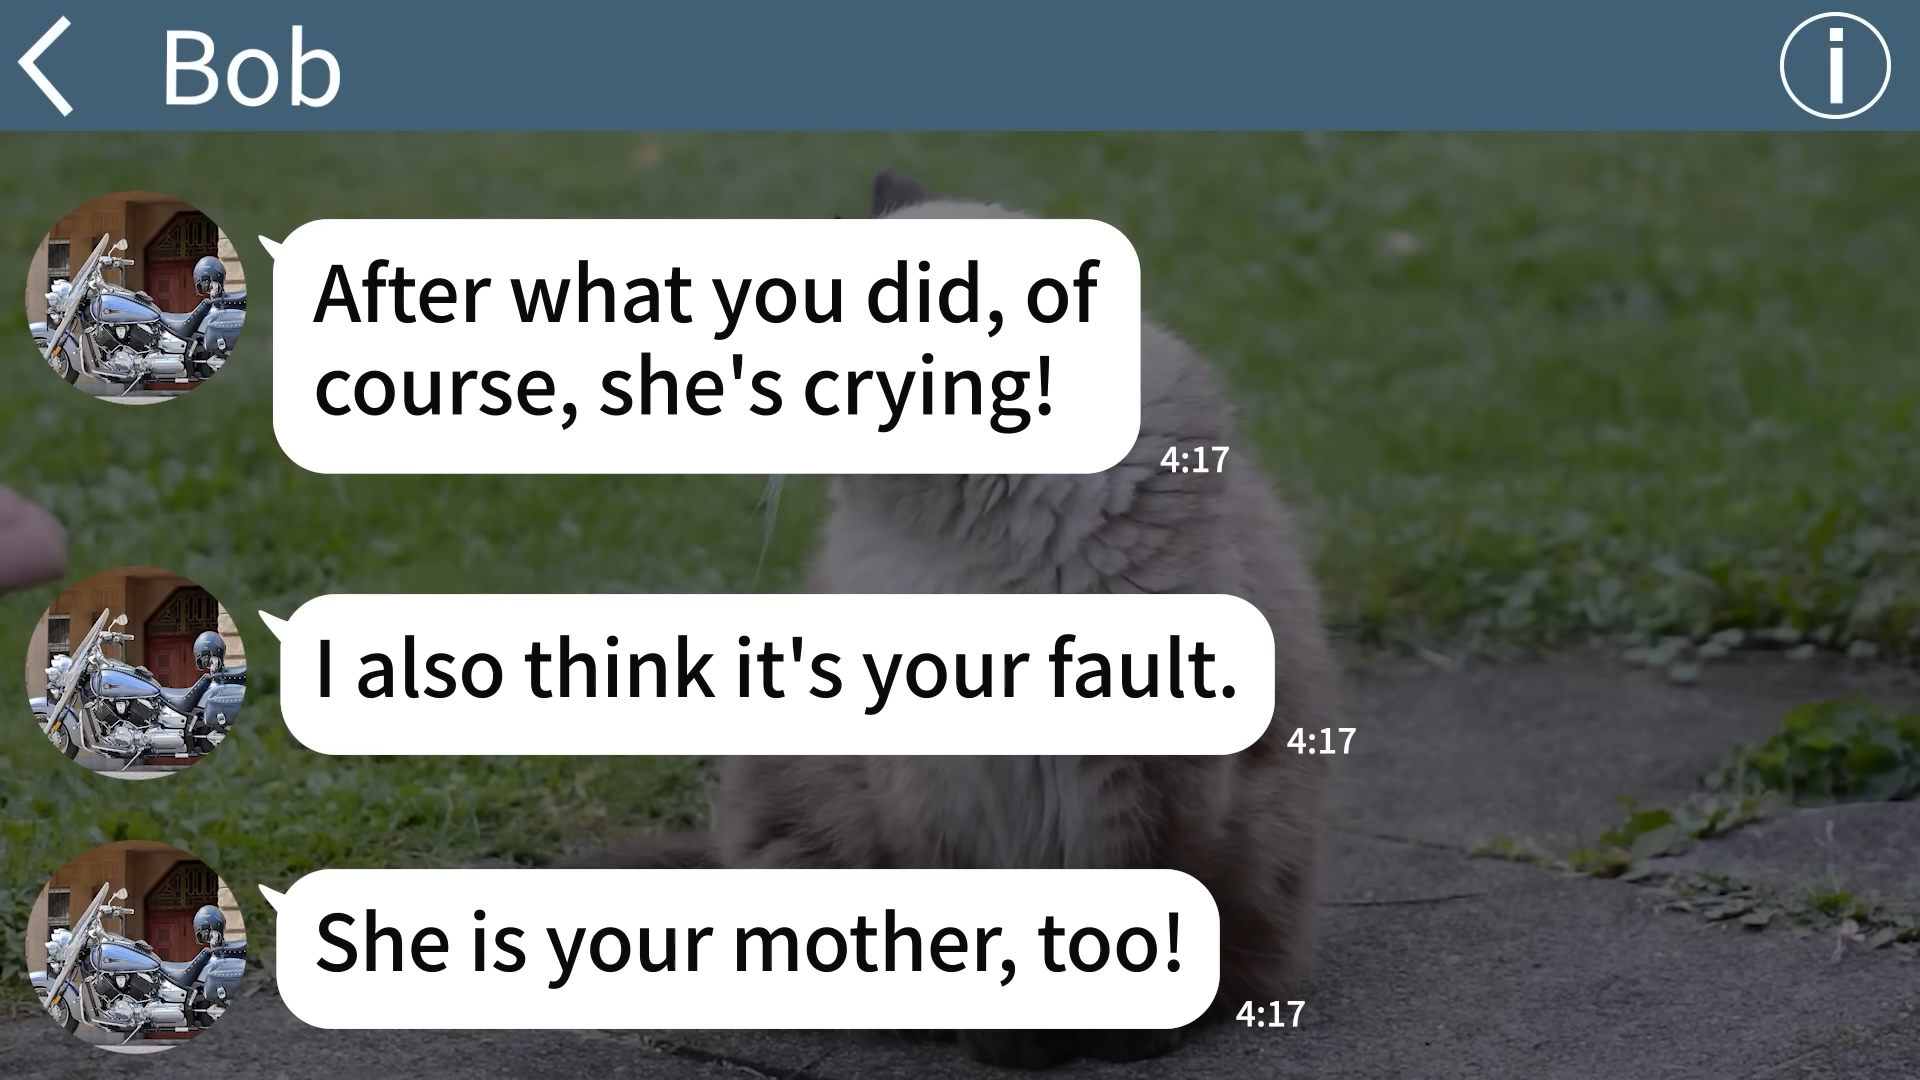 Bob
After what you did, of
course, she's crying!
4:17
I also think it's your fault.
4:17
She is your mother, too!
4:17